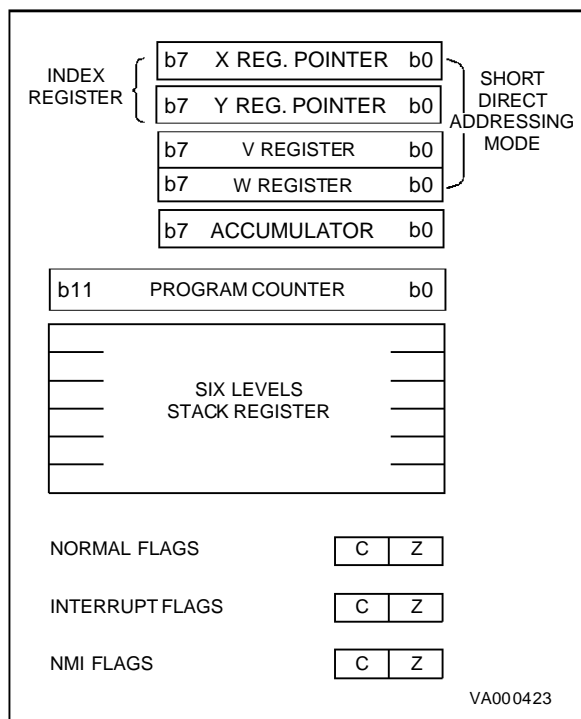 INDEX
REGISTER
b7 X REG. POINTER b0
b7 Y REG. POINTER b0
b7 V REGISTER b0
b7 W REGISTER b0
SHORT
DIRECT
ADDRESSING
MODE
b7 ACCUMULATOR b0
b11 PROGRAM COUNTER b0
SIX LEVELS
STACK REGISTER
NORMAL FLAGS C Z
INTERRUPT FLAGS C Z
NMI FLAGS C Z
VA000423